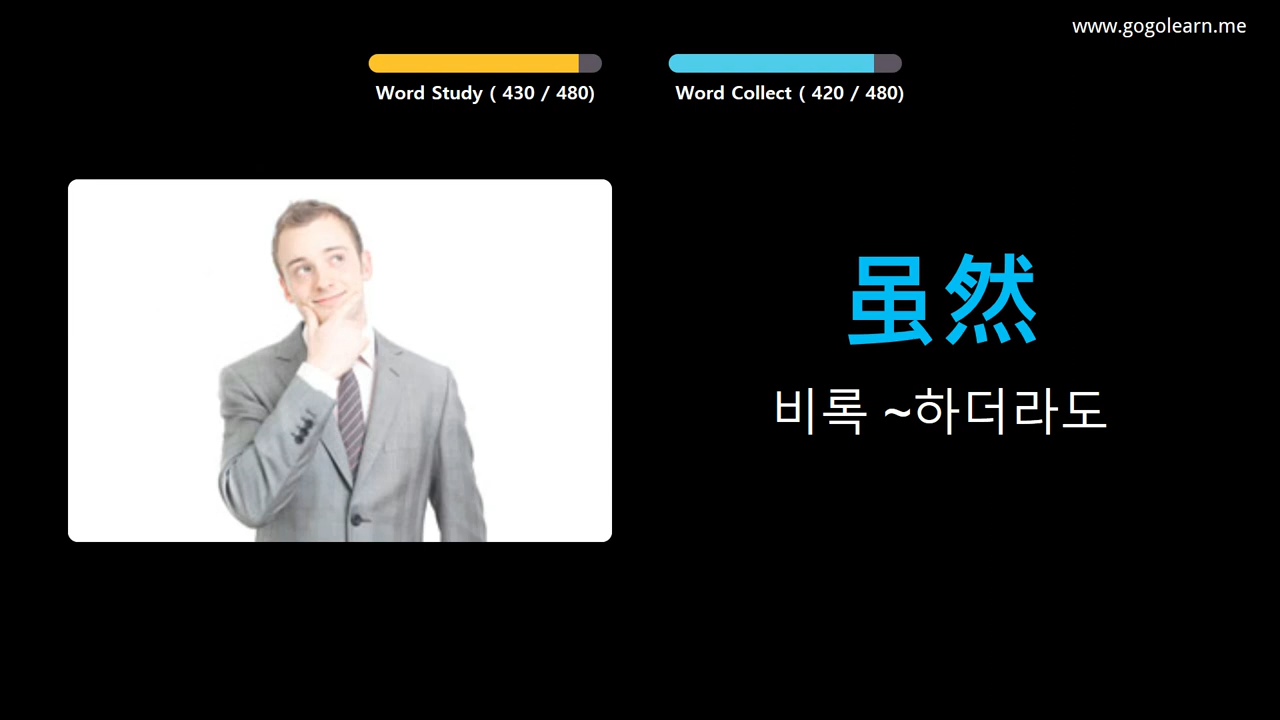 www.gogolearn.me
Word Study ( 430 / 480)
Word Collect ( 420 / 480)
虽然
비록 ~하더라도